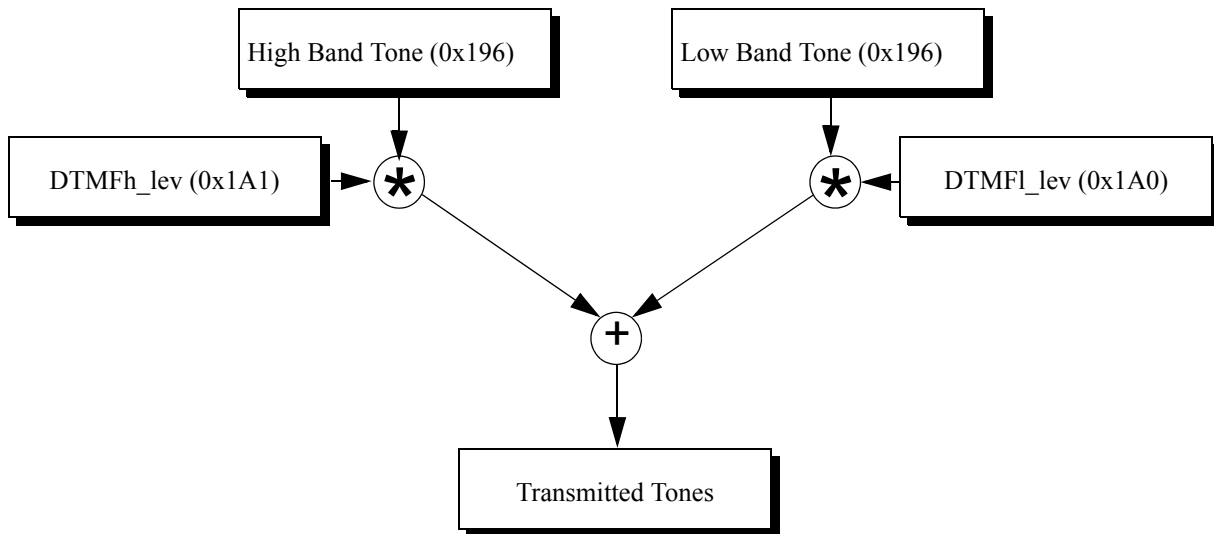 High Band Tone (0x196)
Low Band Tone (0x196)
DTMFh_lev (0x1A1)
*
*
DTMFl_lev (0x1A0)
+
Transmitted Tones